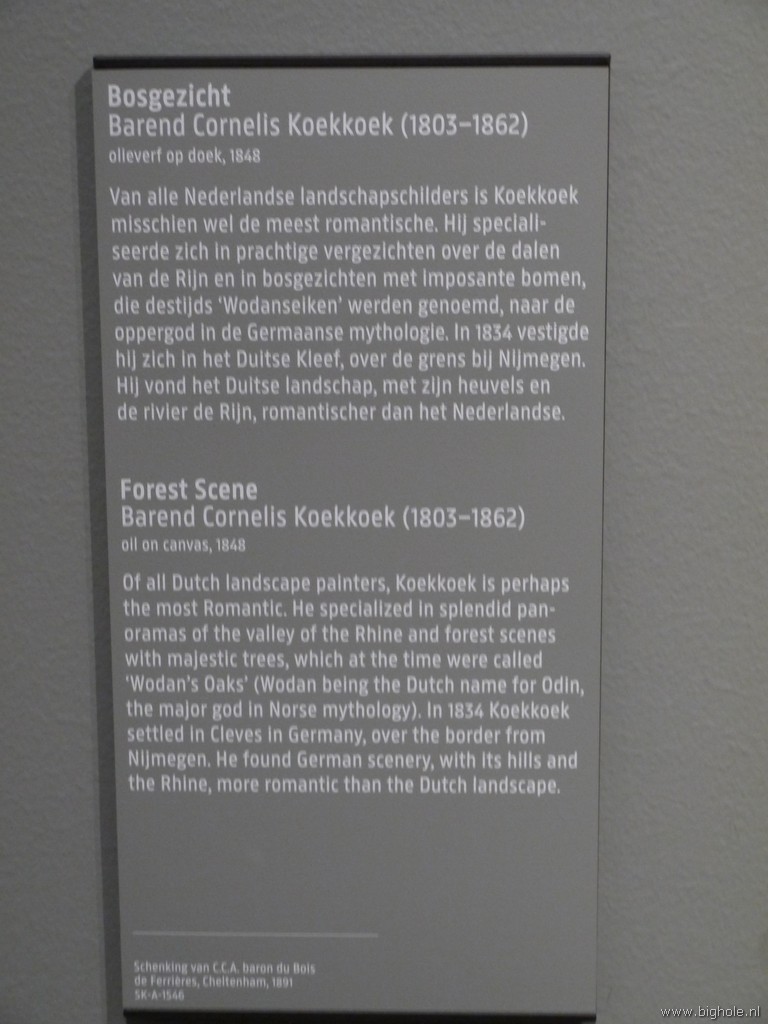 Bosgezicht
Barend Cornelis Koekkoek (1803–1862)
olieverf op doek, 1848
Van alle Nederlandse landschapschilders is Koekkoek
misschien wel de meest romantische. Hij speciali-
seerde zich in prachtige vergezichten over de dalen
van de Rijn en in bosgezichten met imposante bomen,
die destijds ‘Wodanseiken’ werden genoemd, naar de
oppergod in de Germaanse mythologie. In 1834 vestigde
hij zich in het Duitse Kleef, over de grens bij Nijmegen.
Hij vond het Duitse landschap, met zijn heuvels en
de rivier de Rijn, romantischer dan het Nederlandse.
Forest Scene
Barend Cornelis Koekkoek (1803–1862)
oil on canvas, 1848
Of all Dutch landscape painters, Koekkoek is perhaps
the most Romantic. He specialized in splendid pan-
oramas of the valley of the Rhine and forest scenes
with majestic trees, which at the time were called
‘Wodan’s Oaks’ (Wodan being the Dutch name for Odin,
the major god in Norse mythology). In 1834 Koekkoek
settled in Cleves in Germany, over the border from
Nijmegen. He found German scenery, with its hills and
the Rhine, more romantic than the Dutch landscape.
Schenking van C.C.A. baron du Bois
de Ferrières, Cheltenham, 1891
SK-A-1546
www.bighole.nl